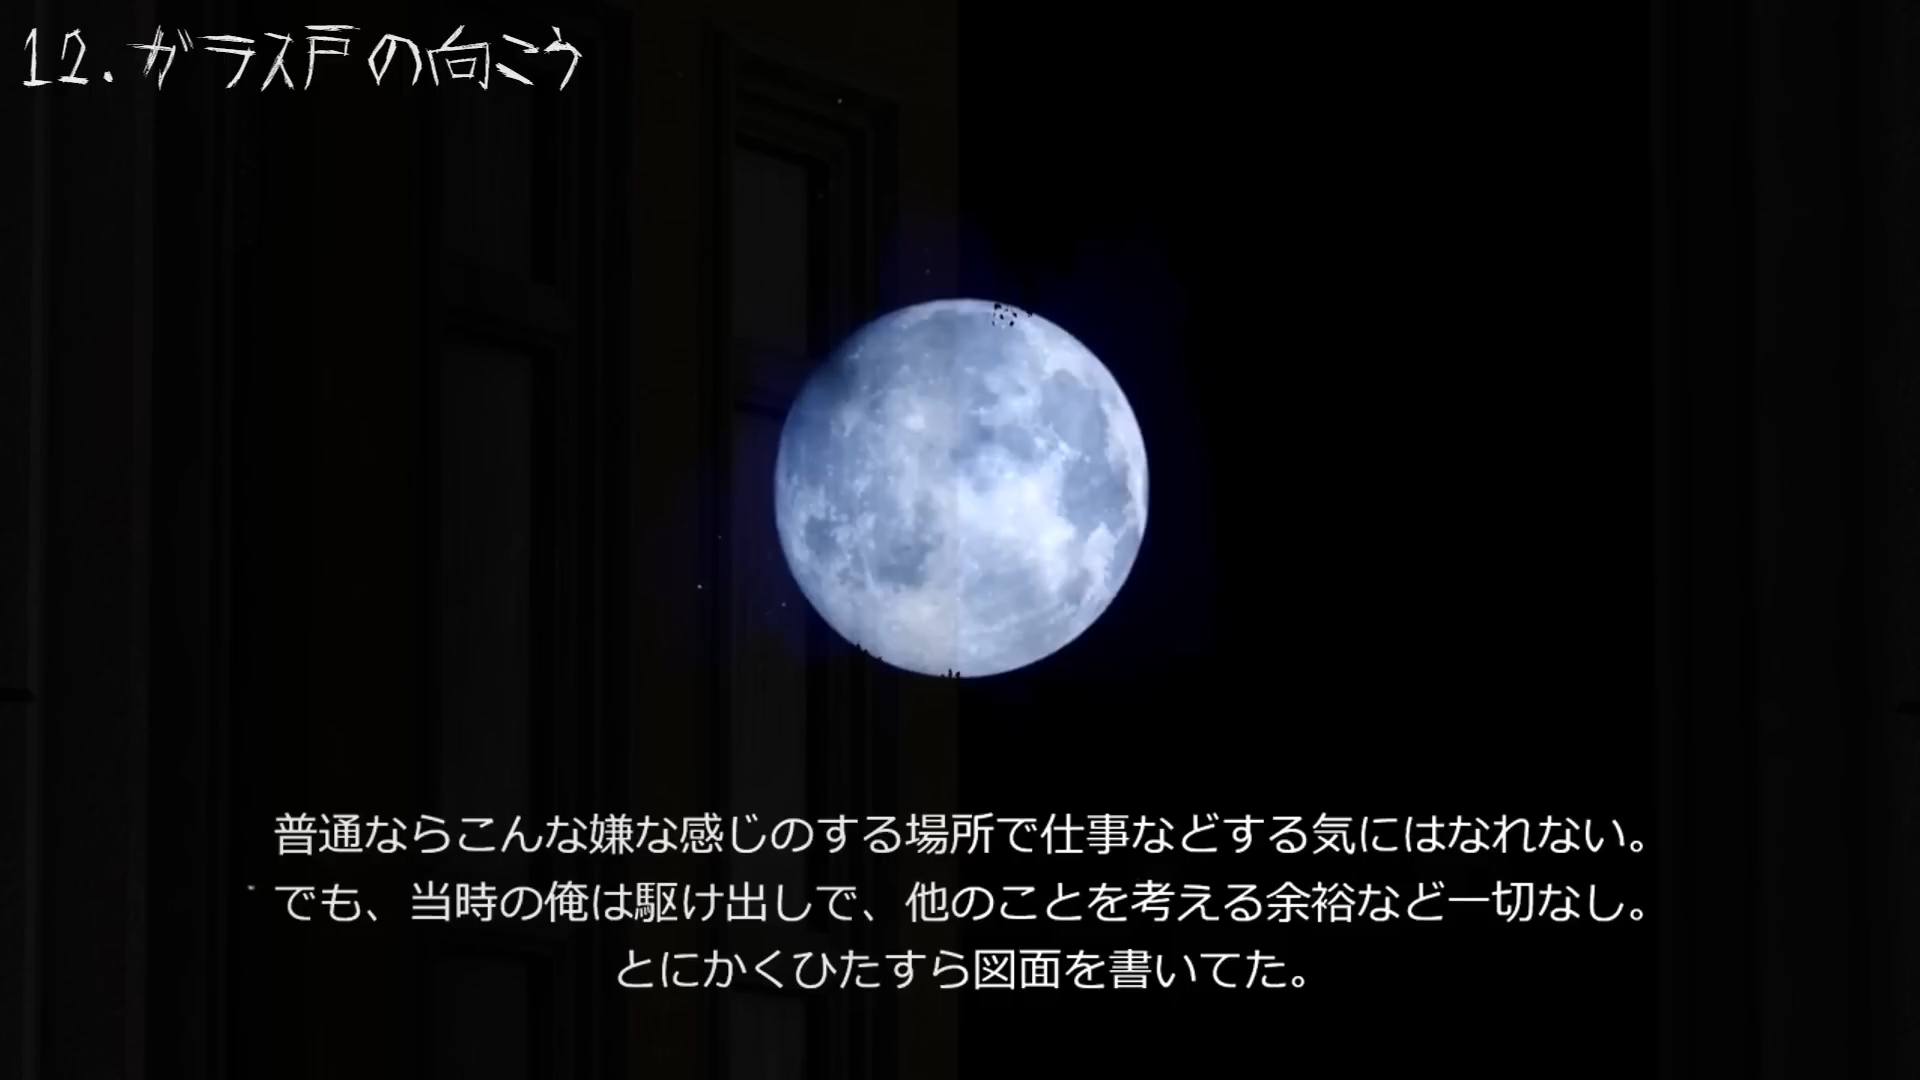 12.ガラス戸の向こう
普通ならこんな嫌な感じのする場所で仕事などする気にはなれない。
でも、当時の俺は駆け出しで、他のことを考える余裕など一切なし。
とにかくひたすら図面を書いてた。